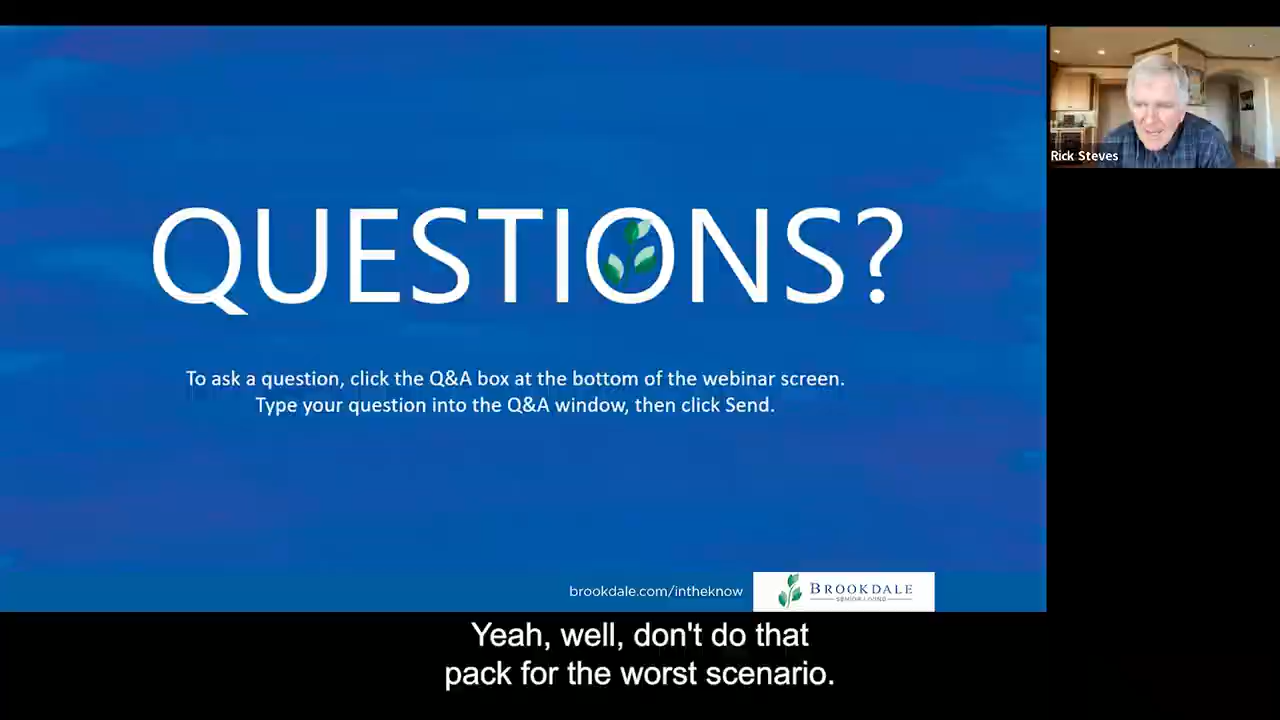 Rick Steves
QUESTIONS?
To ask a question, click the Q&A box at the bottom of the webinar screen.
Type your question into the Q&A window, then click Send.
brookdale.com/intheknow
BROOKDALE
SENIOR LIVING
Yeah, well, don't do that
pack for the worst scenario.